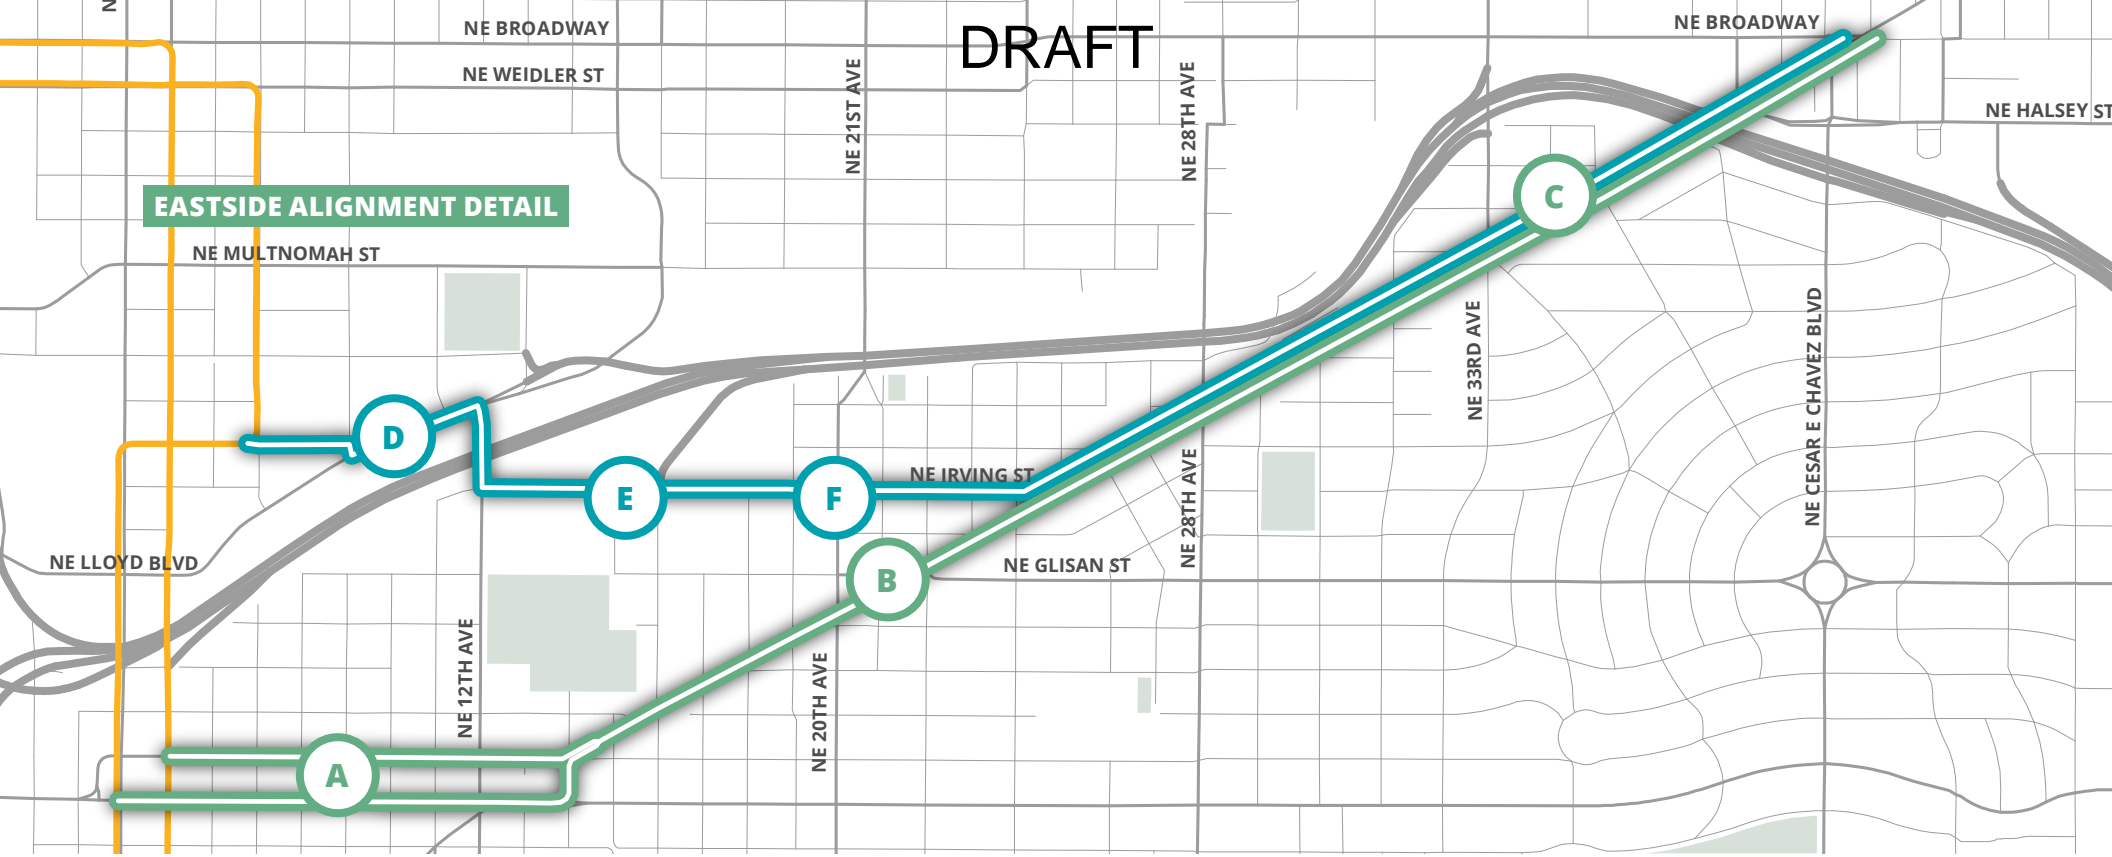 N
NE BROADWAY
DRAFT
NE BROADWAY
NE WEIDLER ST
NE 21ST AVE
NE 28TH AVE
NE HALSEY ST
C
EASTSIDE ALIGNMENT DETAIL
NE MULTNOMAH ST
NE 33RD AVE
NE CESAR E CHAVEZ BLVD
D
E
F
NE IRVING ST
NE 28TH AVE
NE LLOYD BLVD
B
NE GLISAN ST
NE 12TH AVE
NE 20TH AVE
A